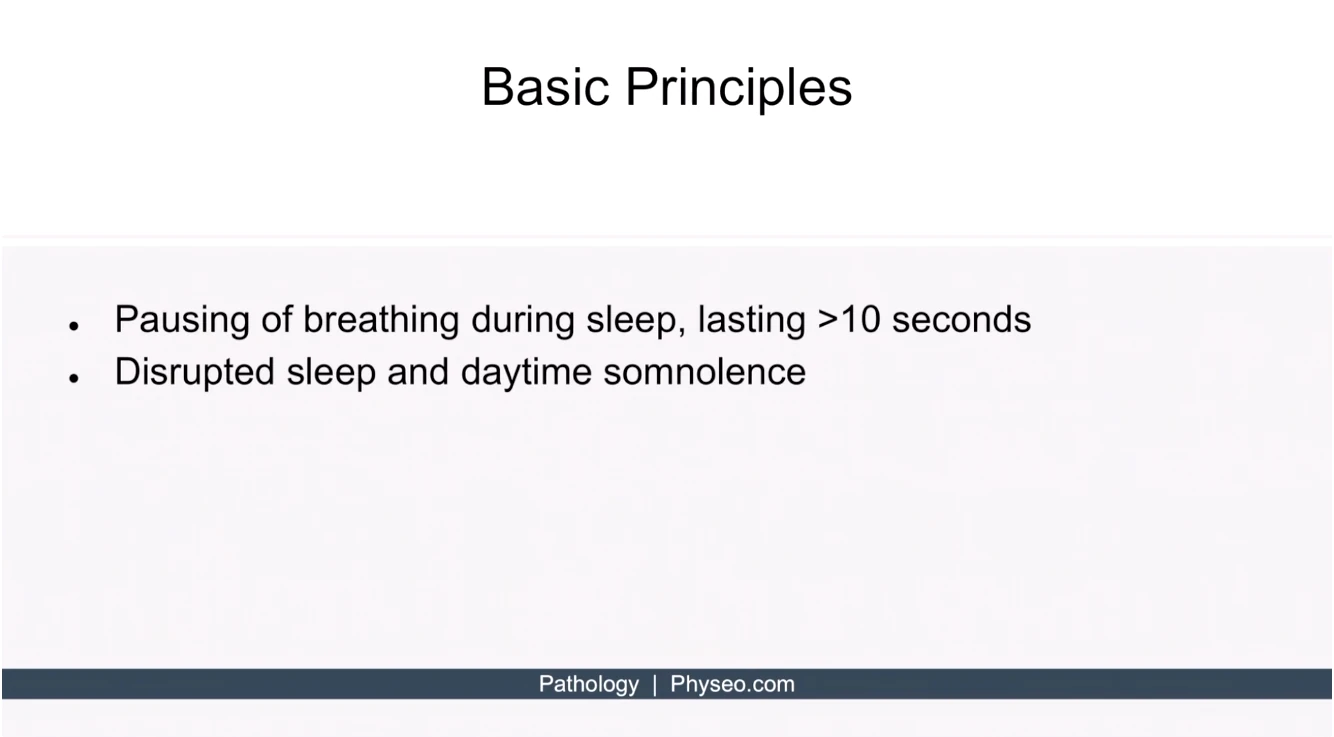 Basic Principles
• Pausing of breathing during sleep, lasting >10 seconds
• Disrupted sleep and daytime somnolence
Pathology | Physeo.com